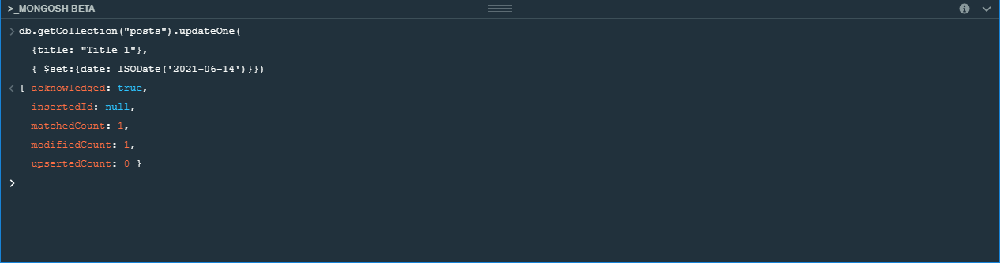 >_MONGOSH BETA
> db.getCollection("posts").updateOne(
{title: "Title 1"},
{ $set:{date: ISODate('2021-06-14')}})
< { acknowledged: true,
insertedId: null,
matchedCount: 1,
modifiedCount: 1,
upsertedCount: 0 }
>